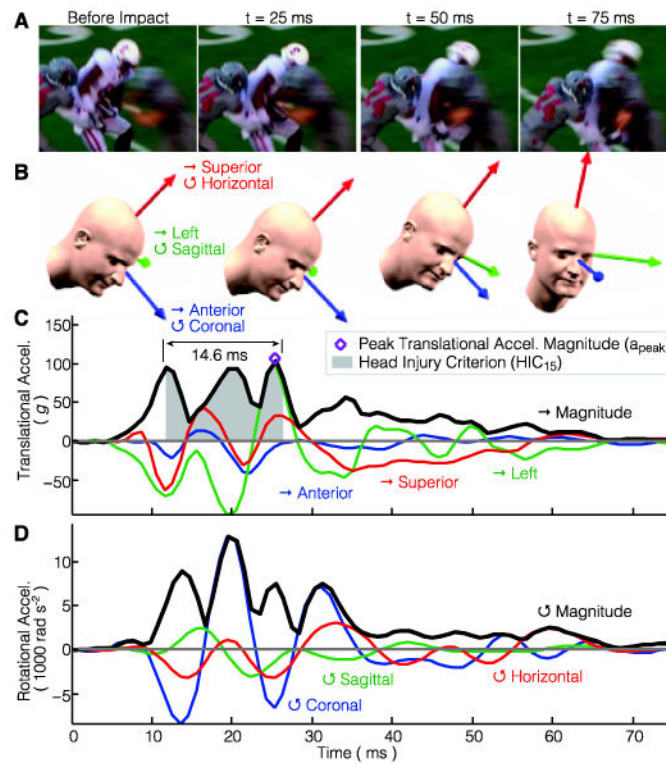 Before Impact t = 25 ms t = 50 ms t = 75 ms
A
B
→ Superior
↺ Horizontal
→ Left
↺ Sagittal
→ Anterior
↺ Coronal
C
150
100
50
0
−50
Translational Accel.
( g )
14.6 ms
Peak Translational Accel. Magnitude (apeak)
Head Injury Criterion (HIC15)
→ Magnitude
→ Anterior
→ Superior
→ Left
D
10
5
0
−5
Rotational Accel.
( 1000 rad s-2 )
↺ Magnitude
↺ Sagittal
↺ Horizontal
↺ Coronal
0 10 20 30 40 50 60 70
Time ( ms )